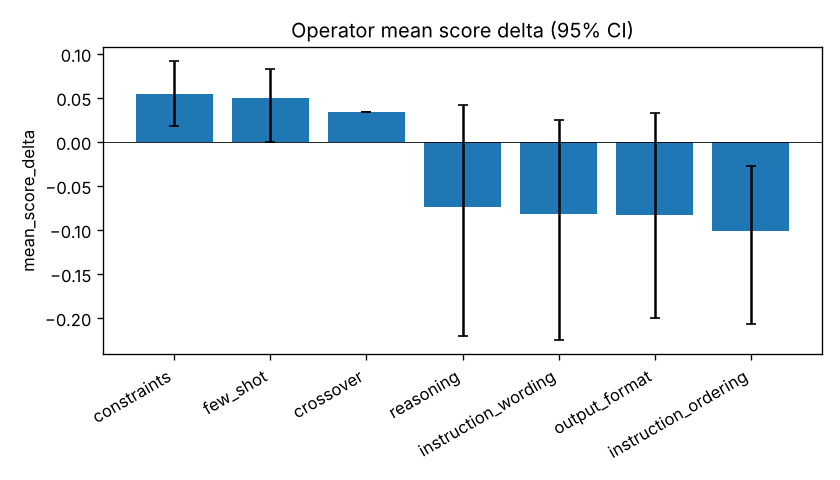 Operator mean score delta (95% CI)
mean_score_delta
0.10
0.05
0.00
−0.05
−0.10
−0.15
−0.20
constraints
few_shot
crossover
reasoning
instruction_wording
output_format
instruction_ordering